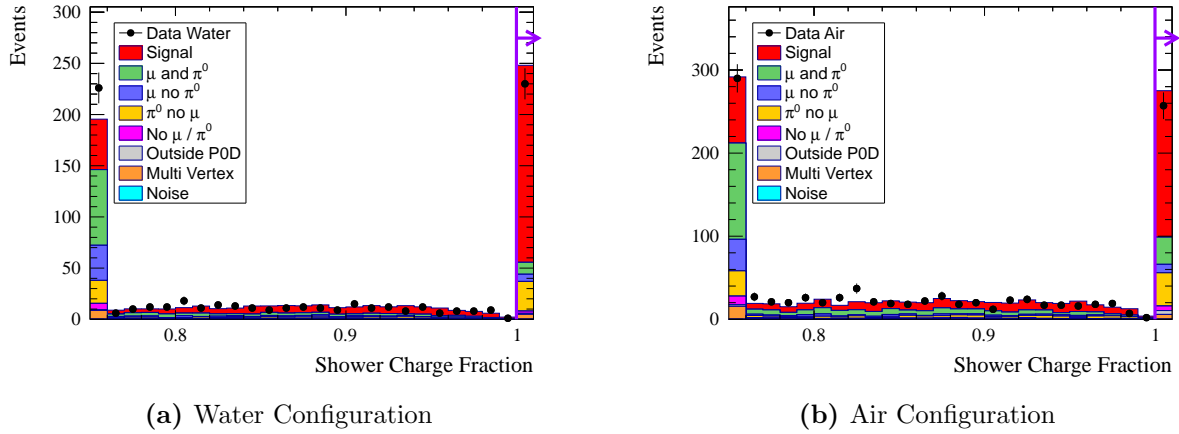 Events
300
250
200
150
100
50
0
Data Water
Signal
μ and π⁰
μ no π⁰
π⁰ no μ
No μ / π⁰
Outside P0D
Multi Vertex
Noise
0.8 0.9 1
Shower Charge Fraction
(a) Water Configuration
Events
300
200
100
0
Data Air
Signal
μ and π⁰
μ no π⁰
π⁰ no μ
No μ / π⁰
Outside P0D
Multi Vertex
Noise
0.8 0.9 1
Shower Charge Fraction
(b) Air Configuration